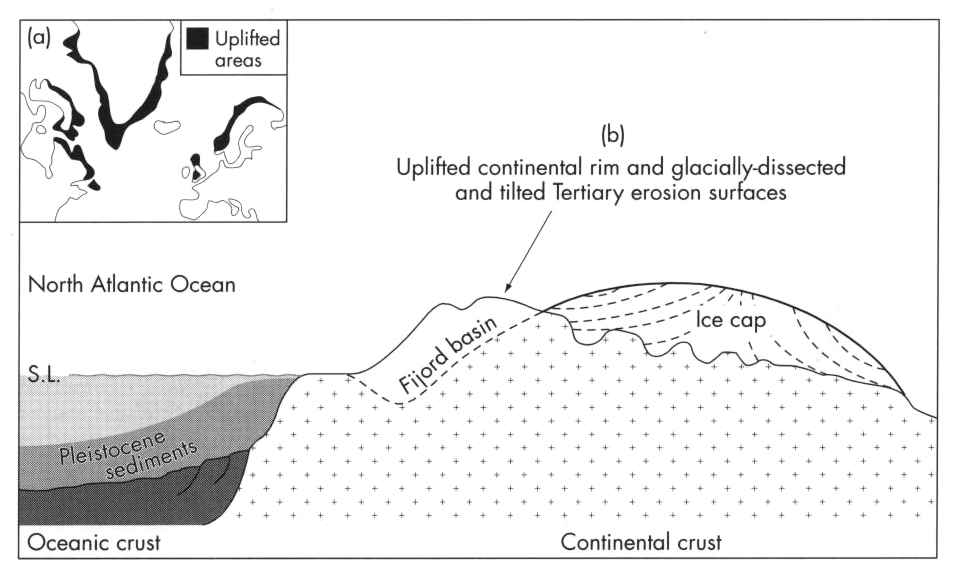 (a)
Uplifted
areas
(b)
Uplifted continental rim and glacially-dissected
and tilted Tertiary erosion surfaces
North Atlantic Ocean
Ice cap
Fijord basin
S.L.
Pleistocene
sediments
Oceanic crust
Continental crust